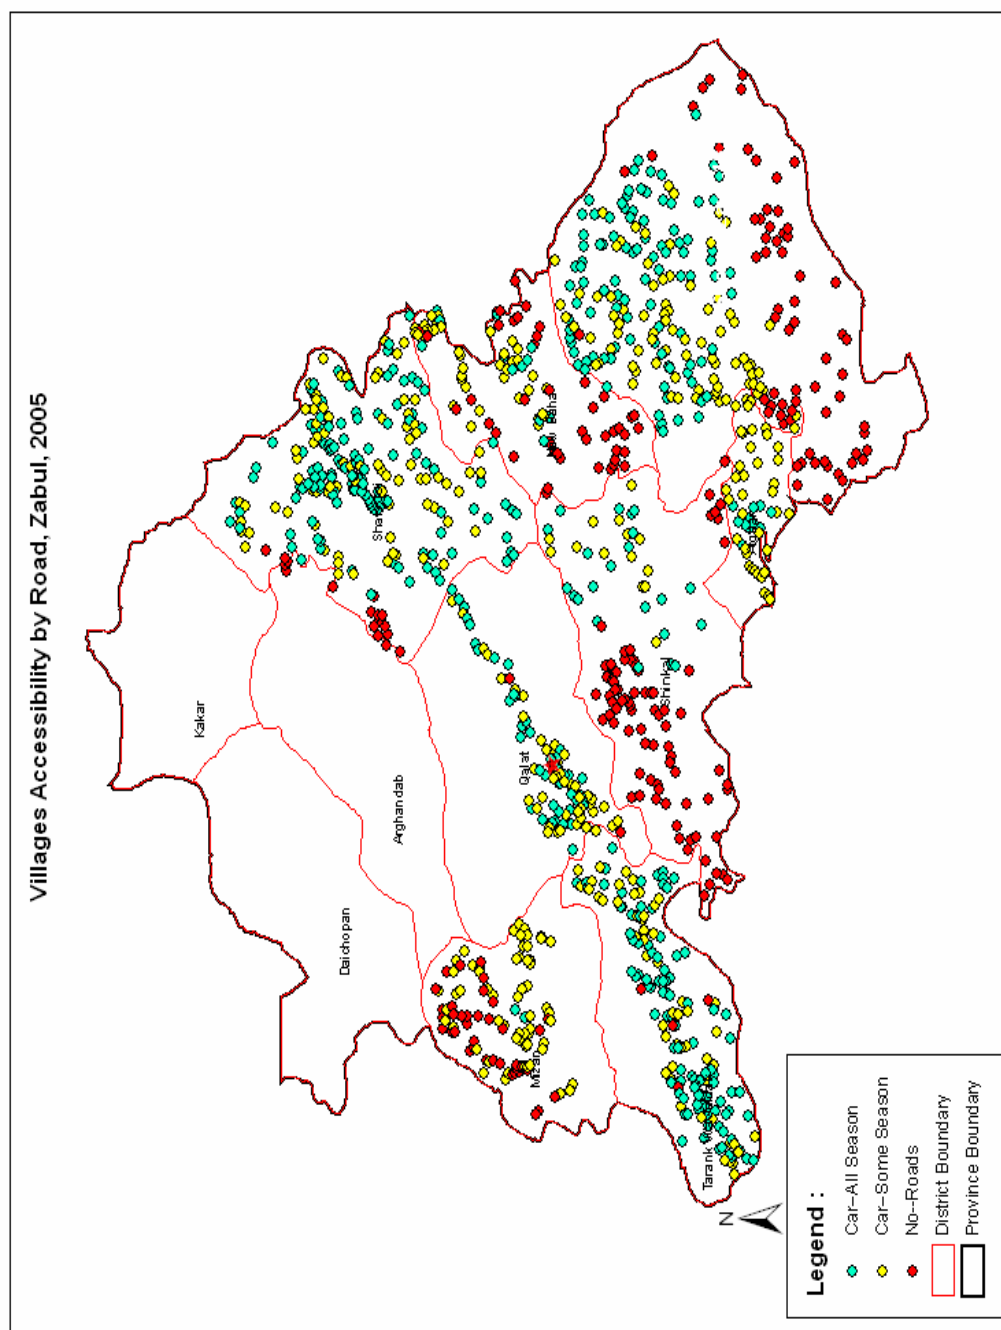 Villages Accessibility by Road, Zabul, 2005
Kakar
Daichopan
Arghandab
Qalat
Mizan
Shinkai
N
Legend :
Car-All Season
Car-Some Season
No--Roads
District Boundary
Province Boundary